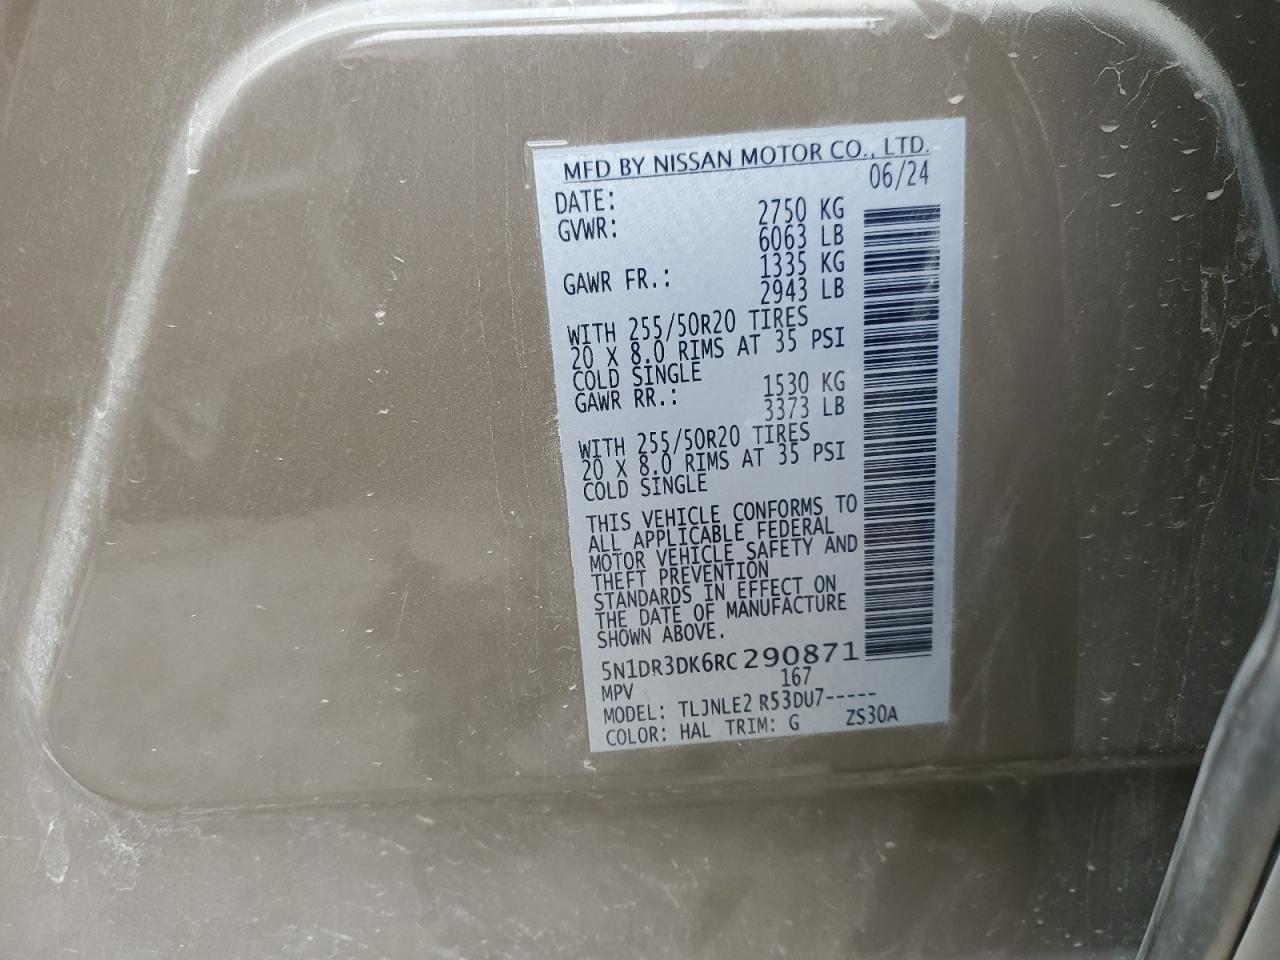 MFD BY NISSAN MOTOR CO., LTD.
DATE: 06/24
GVWR: 2750 KG
6063 LB
GAWR FR.: 1335 KG
2943 LB
WITH 255/50R20 TIRES
20 X 8.0 RIMS AT 35 PSI
COLD SINGLE
GAWR RR.: 1530 KG
3373 LB
WITH 255/50R20 TIRES
20 X 8.0 RIMS AT 35 PSI
COLD SINGLE
THIS VEHICLE CONFORMS TO
ALL APPLICABLE FEDERAL
MOTOR VEHICLE SAFETY AND
THEFT PREVENTION
STANDARDS IN EFFECT ON
THE DATE OF MANUFACTURE
SHOWN ABOVE.
5N1DR3DK6RC290871
MPV 167
MODEL: TLJNLE2 R53DU7-----
COLOR: HAL TRIM: G ZS30A